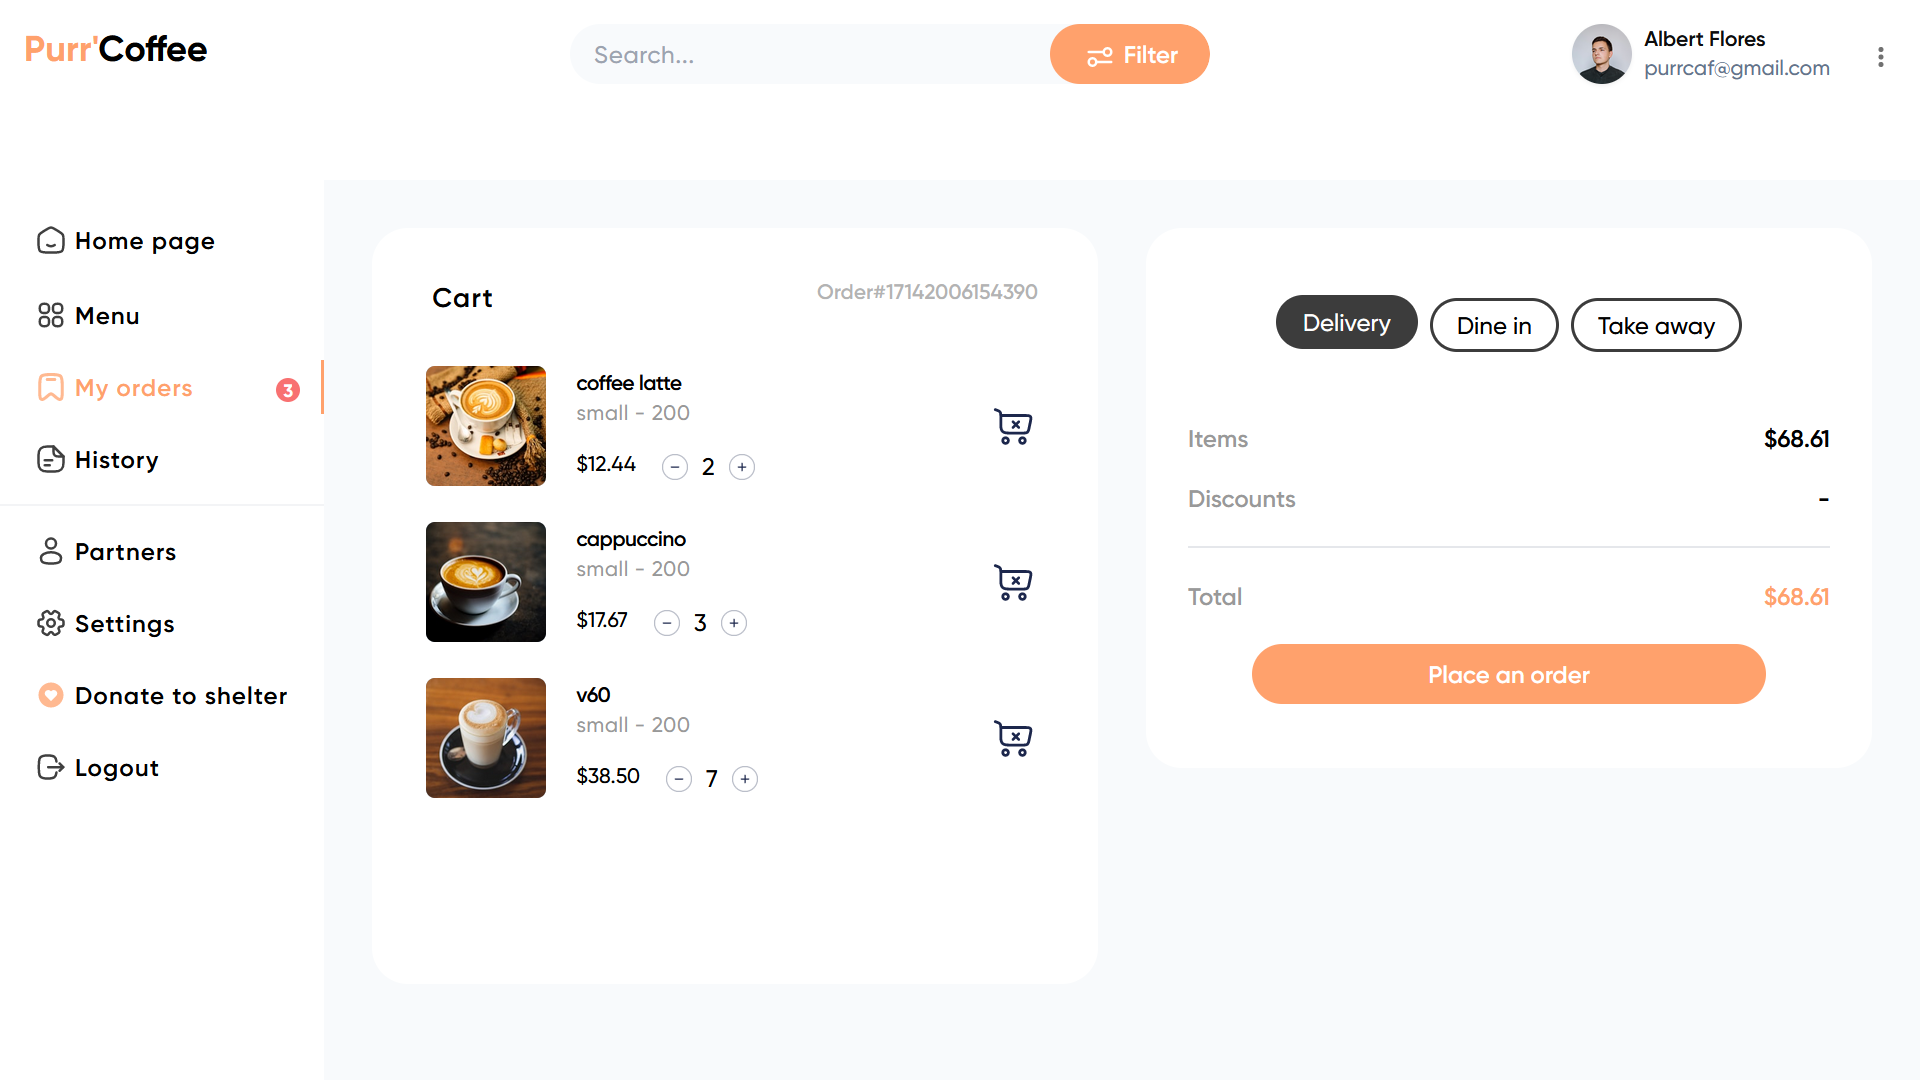 Purr'Coffee
Search...
Filter
Albert Flores
purrcaf@gmail.com
Home page
Menu
My orders
3
History
Partners
Settings
Donate to shelter
Logout
Cart
Order#17142006154390
coffee latte
small - 200
$12.44
2
cappuccino
small - 200
$17.67
3
v60
small - 200
$38.50
7
Delivery
Dine in
Take away
Items
$68.61
Discounts
-
Total
$68.61
Place an order